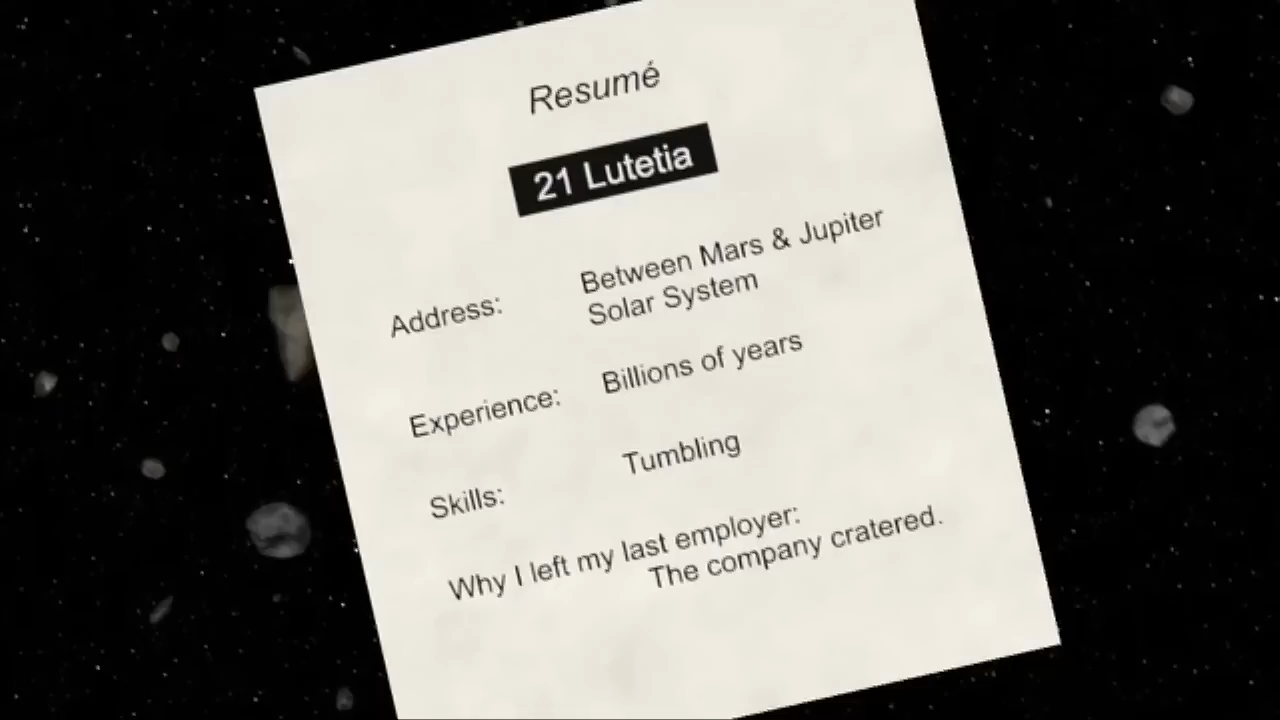 Resumé
21 Lutetia
Address: Between Mars & Jupiter
Solar System
Experience: Billions of years
Skills: Tumbling
Why I left my last employer:
The company cratered.